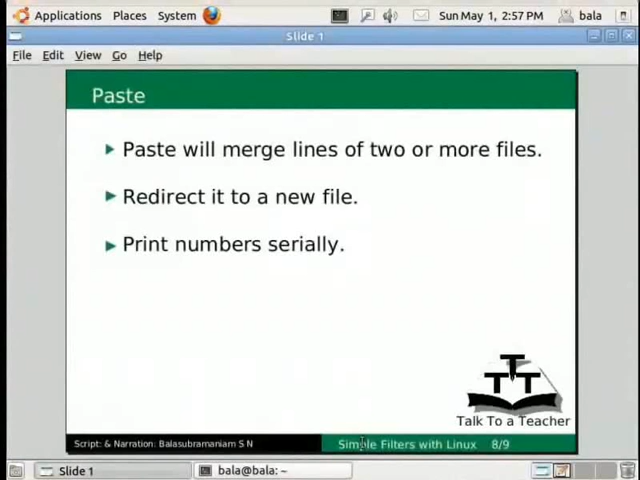 Applications Places System Sun May 1, 2:57 PM bala
Slide 1
File Edit View Go Help
Paste
Paste will merge lines of two or more files.
Redirect it to a new file.
Print numbers serially.
TTT
Talk To a Teacher
Script: & Narration: Balasubramaniam S N Simple Filters with Linux 8/9
Slide 1 bala@bala: ~